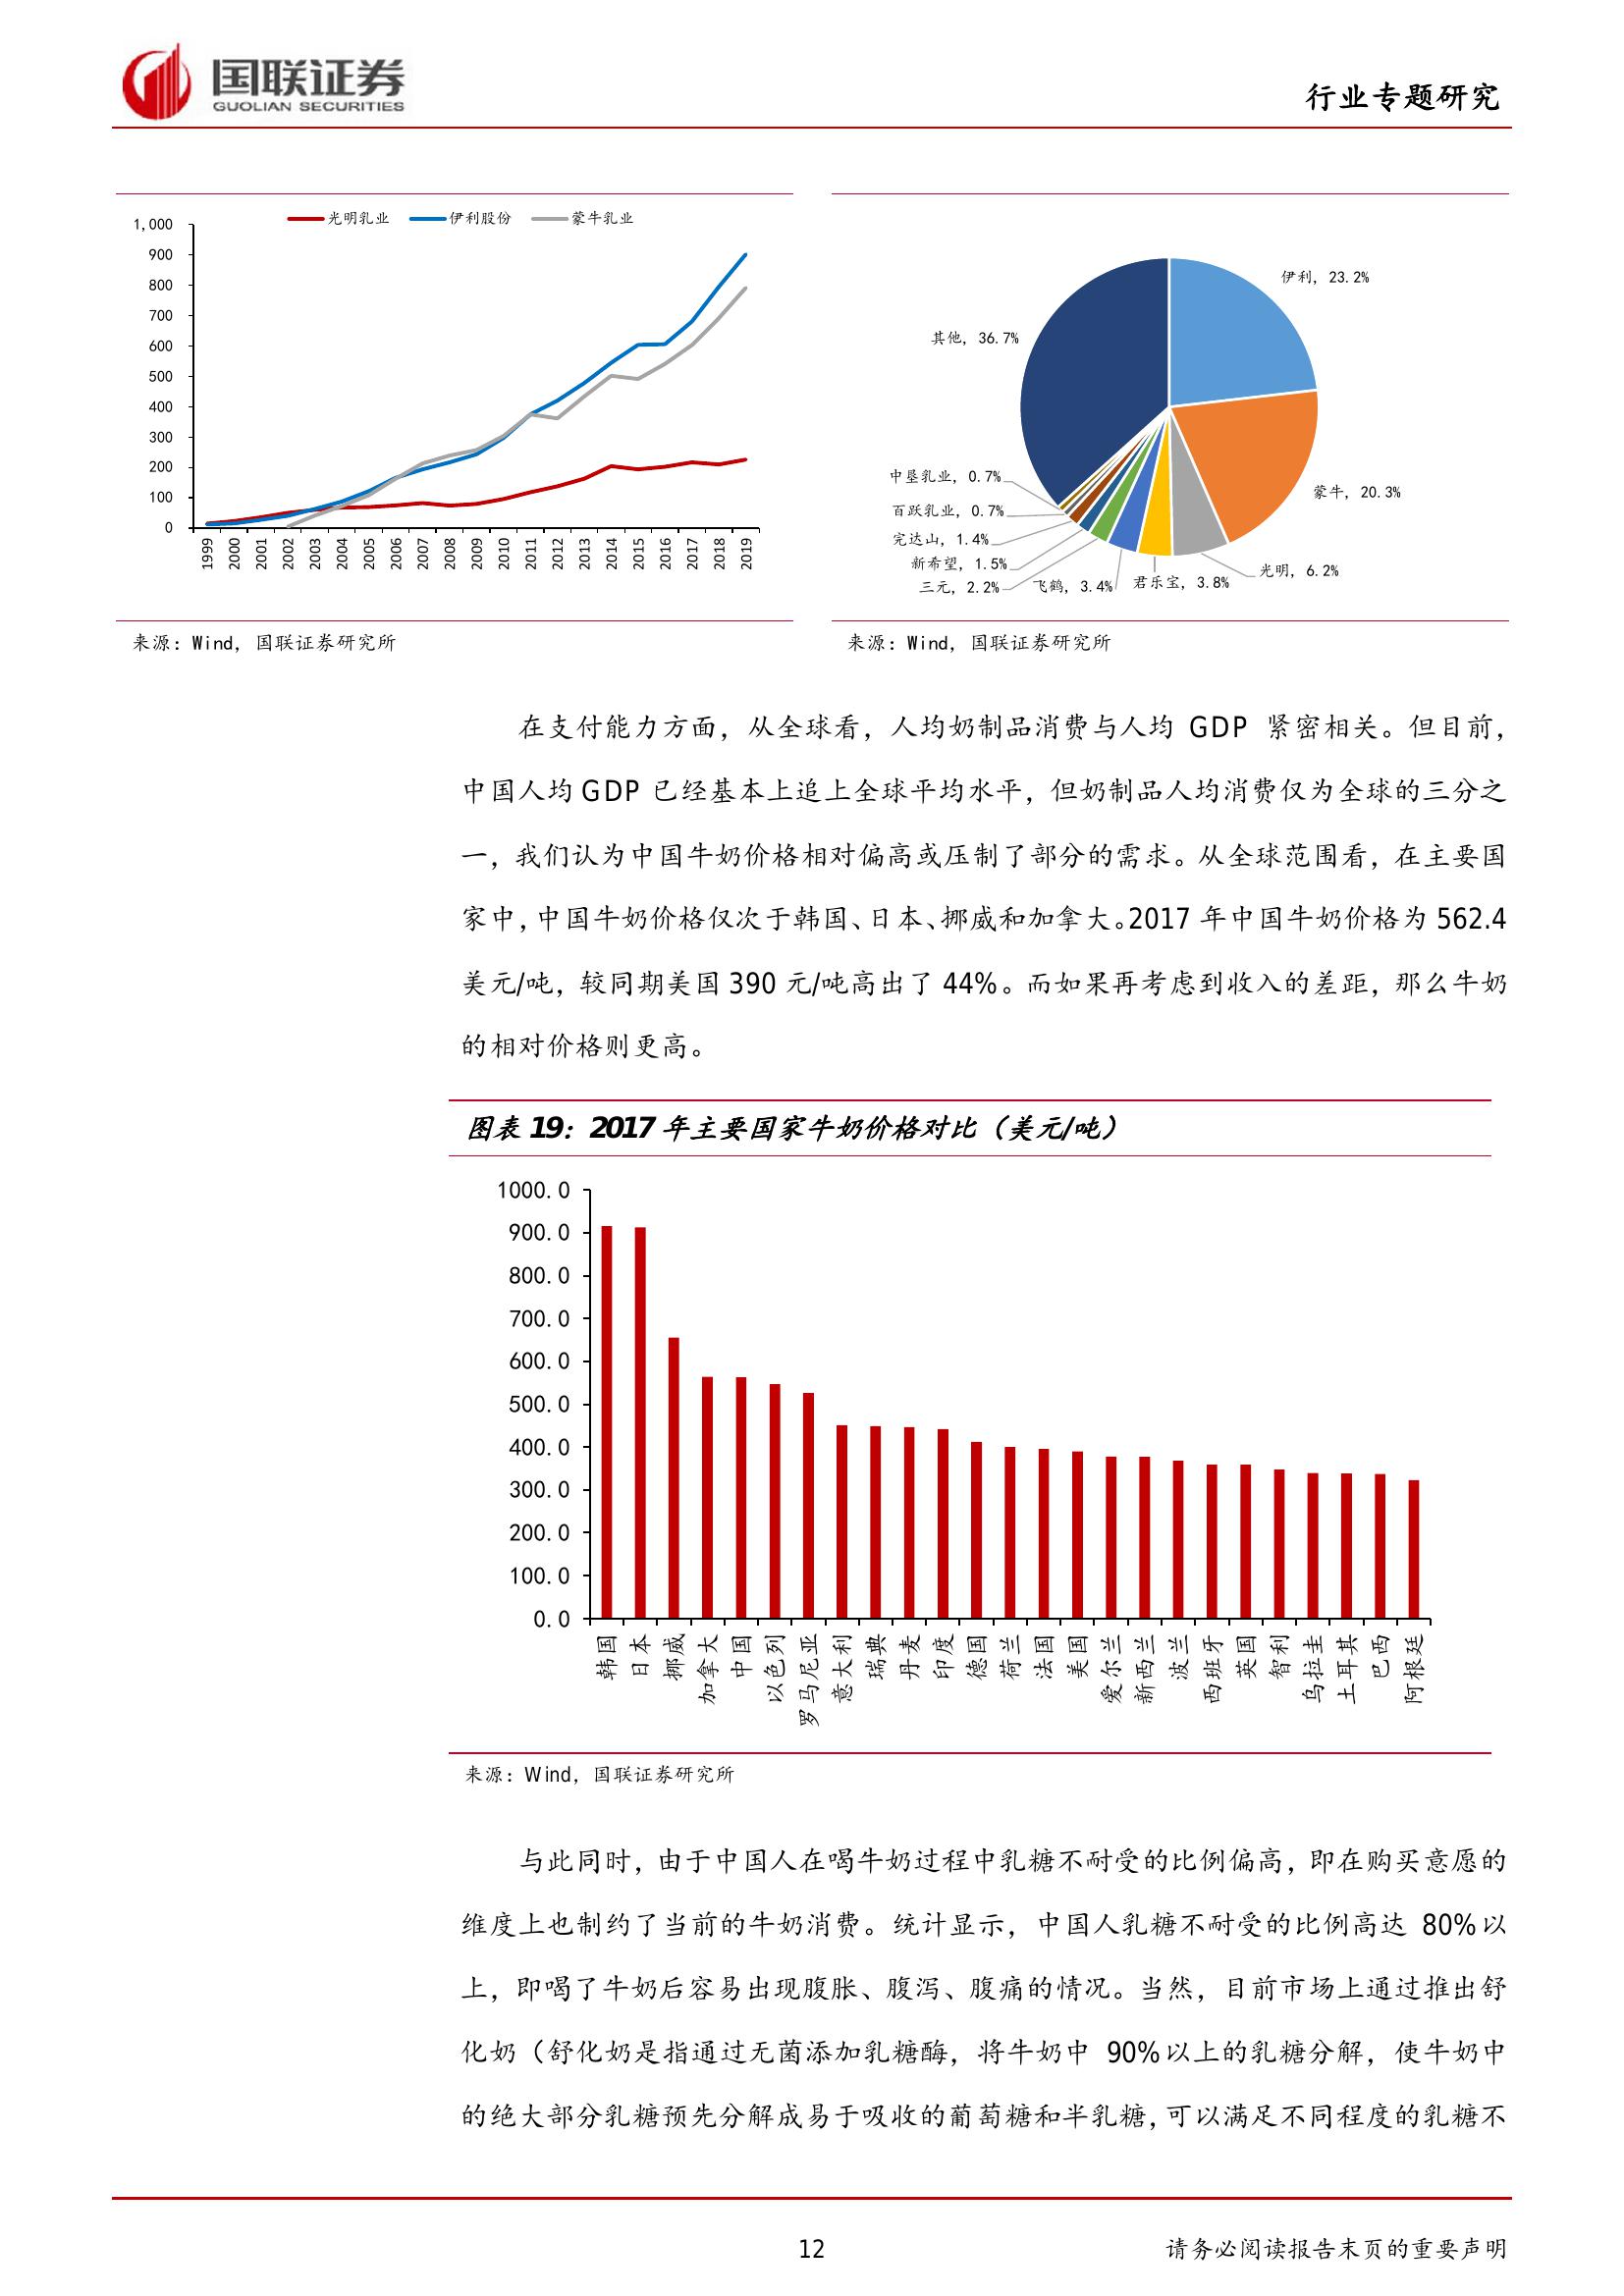 国联证券
GUOLIAN SECURITIES
行业专题研究
光明乳业 伊利股份 蒙牛乳业
1,000
900
800
700
600
500
400
300
200
100
0
1999 2000 2001 2002 2003 2004 2005 2006 2007 2008 2009 2010 2011 2012 2013 2014 2015 2016 2017 2018 2019
来源：Wind，国联证券研究所
伊利, 23.2%
其他, 36.7%
中垦乳业, 0.7%
蒙牛, 20.3%
百跃乳业, 0.7%
完达山, 1.4%
新希望, 1.5%
光明, 6.2%
三元, 2.2%
飞鹤, 3.4%
君乐宝, 3.8%
来源：Wind，国联证券研究所
在支付能力方面，从全球看，人均奶制品消费与人均 GDP 紧密相关。但目前，
中国人均 GDP 已经基本上追上全球平均水平，但奶制品人均消费仅为全球的三分之
一，我们认为中国牛奶价格相对偏高或压制了部分的需求。从全球范围看，在主要国
家中，中国牛奶价格仅次于韩国、日本、挪威和加拿大。2017 年中国牛奶价格为 562.4
美元/吨，较同期美国 390 元/吨高出了 44%。而如果再考虑到收入的差距，那么牛奶
的相对价格则更高。
图表 19：2017 年主要国家牛奶价格对比（美元/吨）
1000.0
900.0
800.0
700.0
600.0
500.0
400.0
300.0
200.0
100.0
0.0
韩国 日本 挪威 加拿大 中国 以色列 罗马尼亚 意大利 瑞典 丹麦 印度 德国 荷兰 法国 美国 爱尔兰 新西兰 波兰 西班牙 英国 智利 乌拉圭 土耳其 巴西 阿根廷
来源：Wind，国联证券研究所
与此同时，由于中国人在喝牛奶过程中乳糖不耐受的比例偏高，即在购买意愿的
维度上也制约了当前的牛奶消费。统计显示，中国人乳糖不耐受的比例高达 80%以
上，即喝了牛奶后容易出现腹胀、腹泻、腹痛的情况。当然，目前市场上通过推出舒
化奶（舒化奶是指通过无菌添加乳糖酶，将牛奶中 90%以上的乳糖分解，使牛奶中
的绝大部分乳糖预先分解成易于吸收的葡萄糖和半乳糖，可以满足不同程度的乳糖不
12
请务必阅读报告末页的重要声明